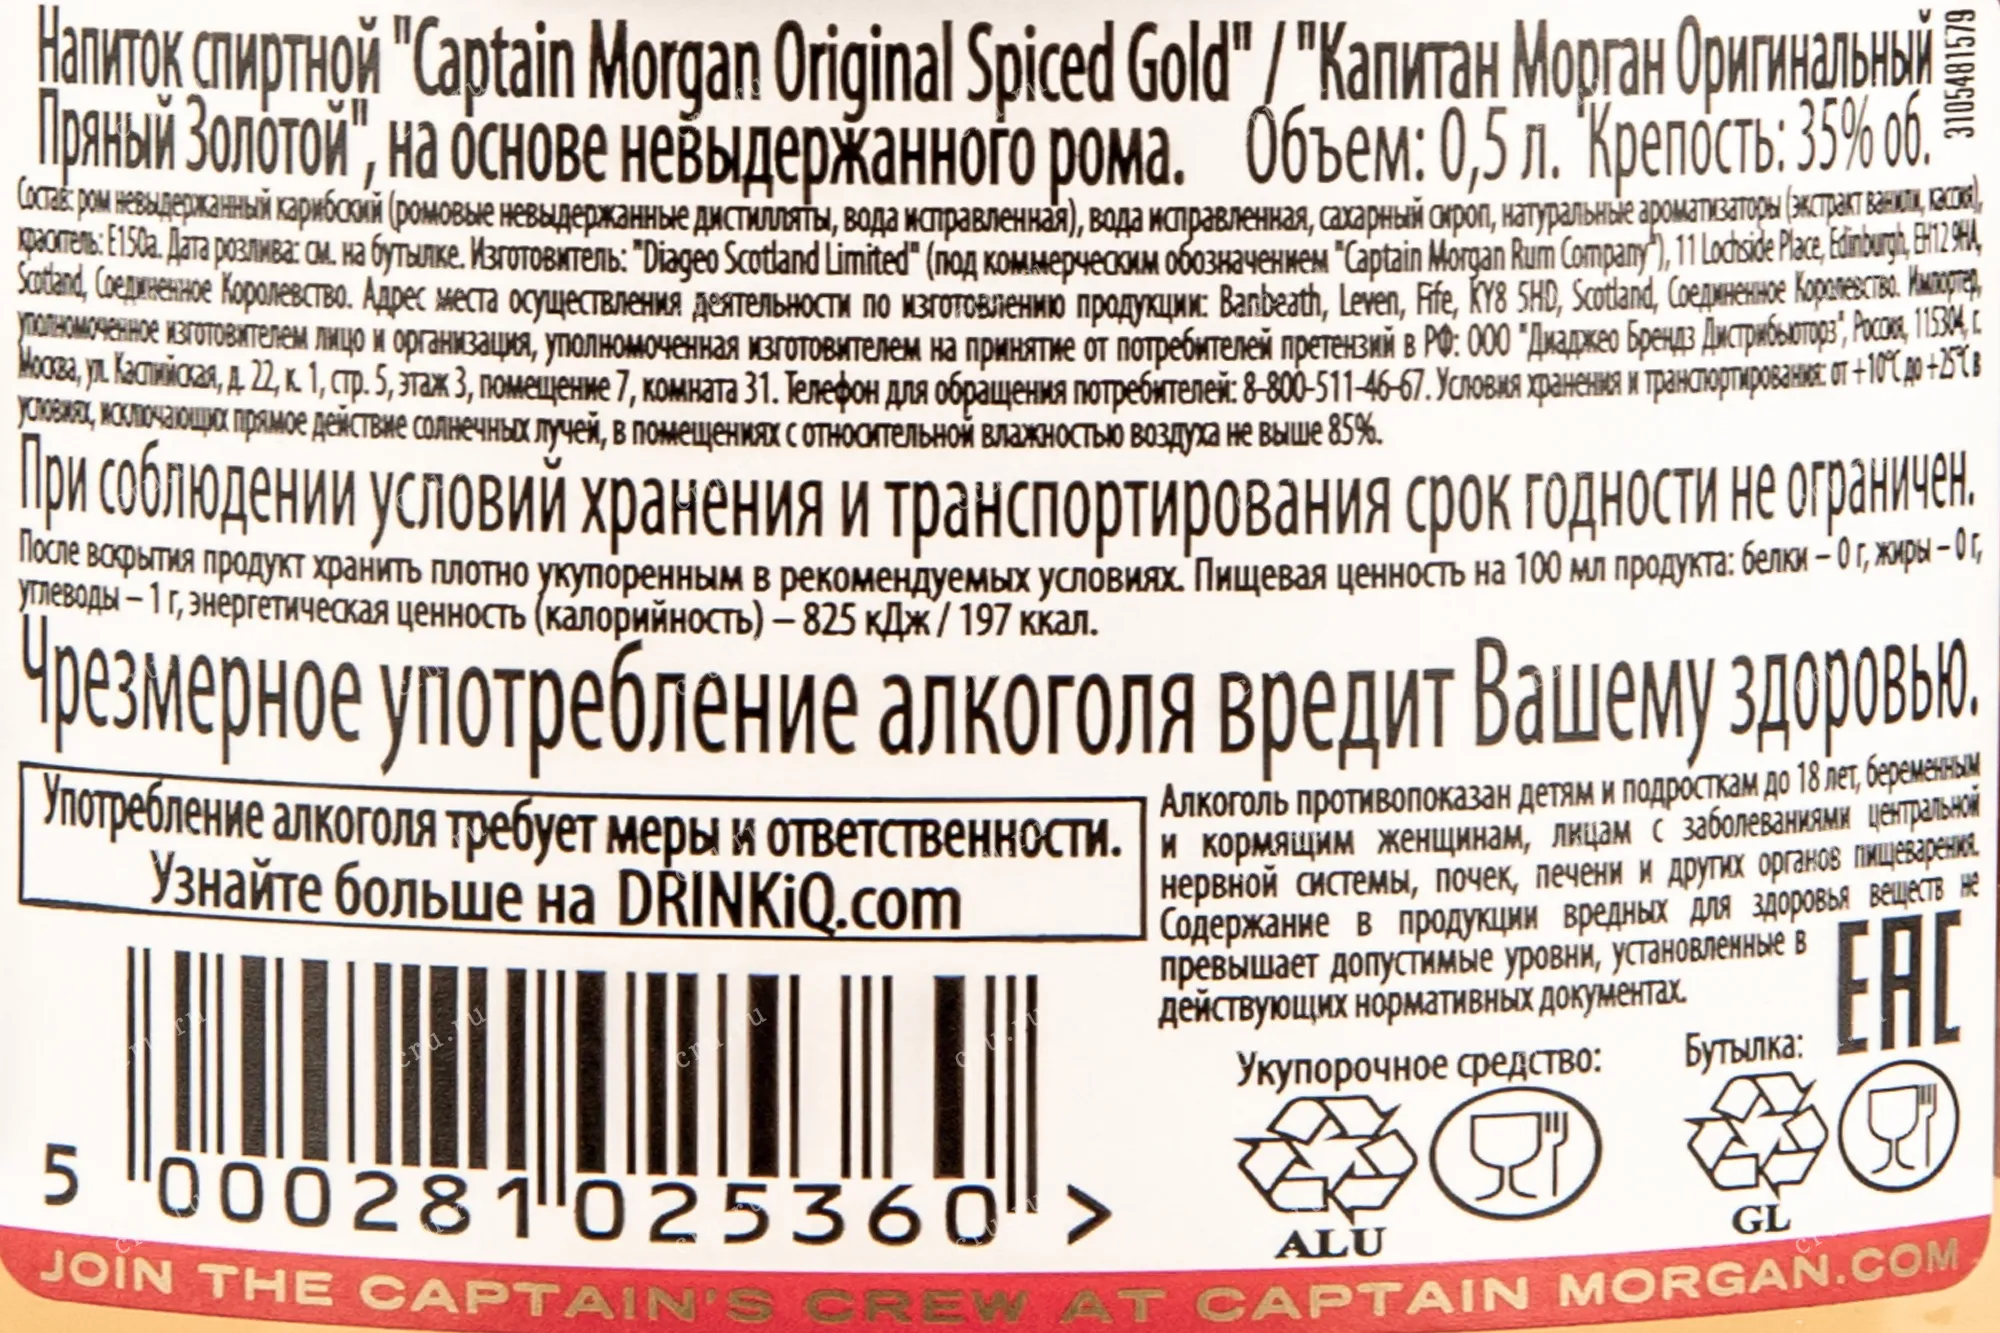 Напиток спиртной "Captain Morgan Original Spiced Gold" / "Капитан Морган Оригинальный
Пряный Золотой", на основе невыдержанного рома. Объем: 0,5 л. Крепость: 35% об.
3105481579
Состав: ром невыдержанный карибский (ромовые невыдержанные дистилляты, вода исправленная), вода исправленная, сахарный сироп, натуральные ароматизаторы (экстракт ванили, кассия),
краситель: Е150а. Дата розлива: см. на бутылке. Изготовитель: "Diageo Scotland Limited" (под коммерческим обозначением "Captain Morgan Rum Company"), 11 Lochside Place, Edinburgh, EH12 9HA,
Scotland, Соединенное Королевство. Адрес места осуществления деятельности по изготовлению продукции: Banbeath, Leven, Fife, KY8 5HD, Scotland, Соединенное Королевство. Импортер,
уполномоченное изготовителем лицо и организация, уполномоченная изготовителем на принятие от потребителей претензий в РФ: ООО "Диаджео Брендз Дистрибьюторз", Россия, 115304, г.
Москва, ул. Каспийская, д. 22, к. 1, стр. 5, этаж 3, помещение 7, комната 31. Телефон для обращения потребителей: 8-800-511-46-67. Условия хранения и транспортирования: от +10°С до +25°С в
условиях, исключающих прямое действие солнечных лучей, в помещениях с относительной влажностью воздуха не выше 85%.
При соблюдении условий хранения и транспортирования срок годности не ограничен.
После вскрытия продукт хранить плотно укупоренным в рекомендуемых условиях. Пищевая ценность на 100 мл продукта: белки – 0 г, жиры – 0 г,
углеводы – 1 г, энергетическая ценность (калорийность) – 825 кДж / 197 ккал.
Чрезмерное употребление алкоголя вредит Вашему здоровью.
Употребление алкоголя требует меры и ответственности.
Узнайте больше на DRINKiQ.com
Алкоголь противопоказан детям и подросткам до 18 лет, беременным
и кормящим женщинам, лицам с заболеваниями центральной
нервной системы, почек, печени и других органов пищеварения.
Содержание в продукции вредных для здоровья веществ не
превышает допустимые уровни, установленные в
действующих нормативных документах.
EAC
Укупорочное средство:
Бутылка:
ALU
GL
5 000281 025360 >
JOIN THE CAPTAIN'S CREW AT CAPTAIN MORGAN.COM
cru.ru